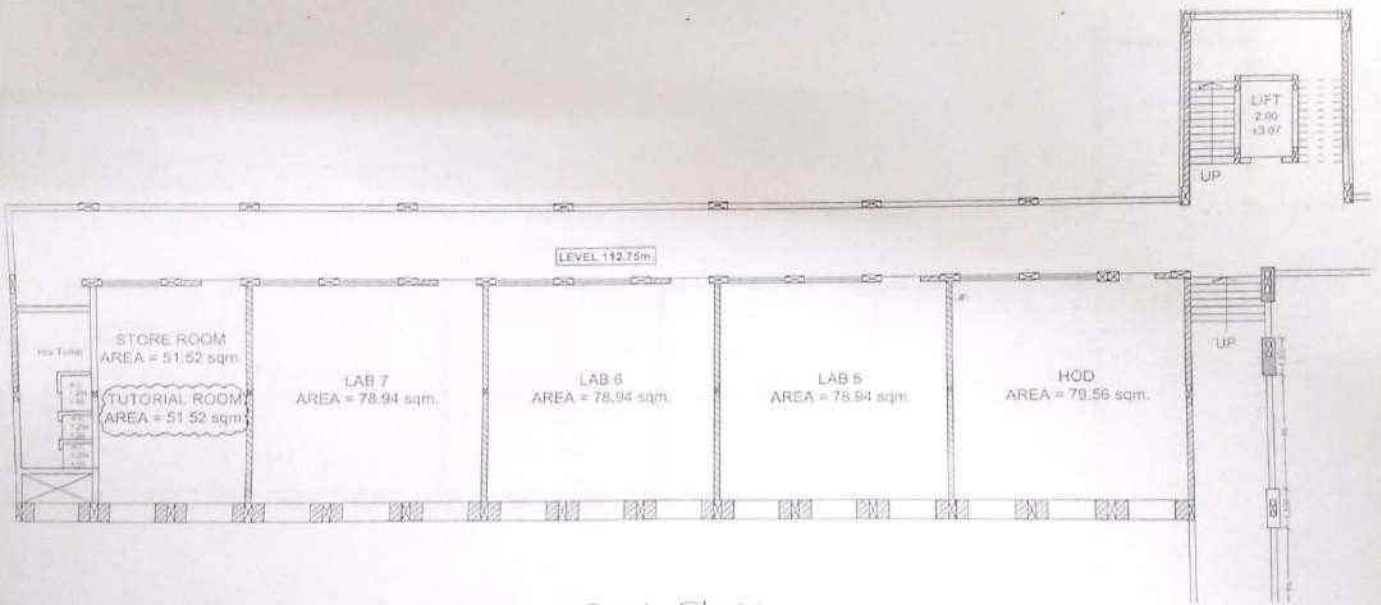 LIFT
2.00
x3.07
UP
LEVEL 112.75m
STORE ROOM
AREA = 51.52 sqm.
TUTORIAL ROOM
AREA = 51.52 sqm
LAB 7
AREA = 78.94 sqm.
LAB 6
AREA = 78.94 sqm.
LAB 5
AREA = 78.94 sqm.
HOD
AREA = 79.56 sqm.
UP